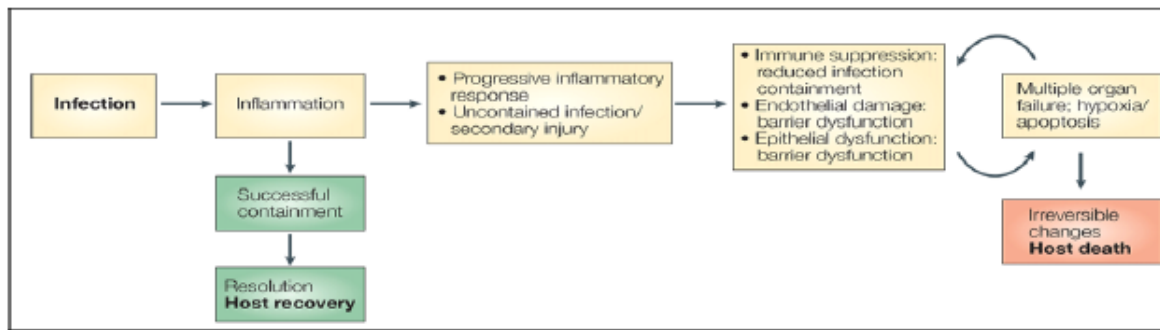 Infection
Inflammation
• Progressive inflammatory
response
• Uncontained infection/
secondary injury
• Immune suppression:
reduced infection
containment
• Endothelial damage:
barrier dysfunction
• Epithelial dysfunction:
barrier dysfunction
Multiple organ
failure; hypoxia/
apoptosis
Successful
containment
Resolution
Host recovery
Irreversible
changes
Host death